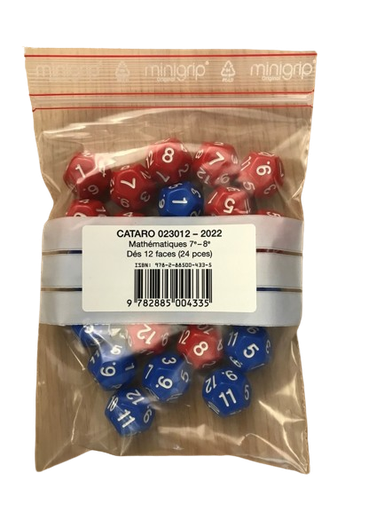 minigrip minigrip minigrip
CATARO 023012 – 2022
Mathématiques 7ᵉ–8ᵉ
Dés 12 faces (24 pces)
ISBN: 978-2-88500-433-5
9 782885 004335